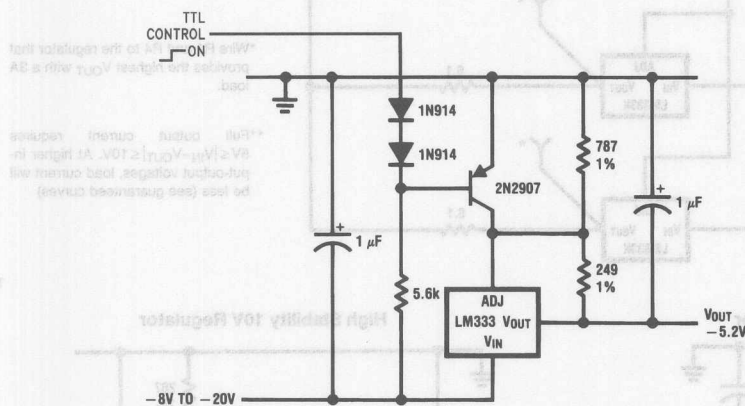 TTL
CONTROL
ON
1N914
1N914
787
1%
2N2907
1 µF
1 µF
249
1%
5.6k
ADJ
LM333 VOUT
VIN
VOUT
−5.2V
−8V TO −20V